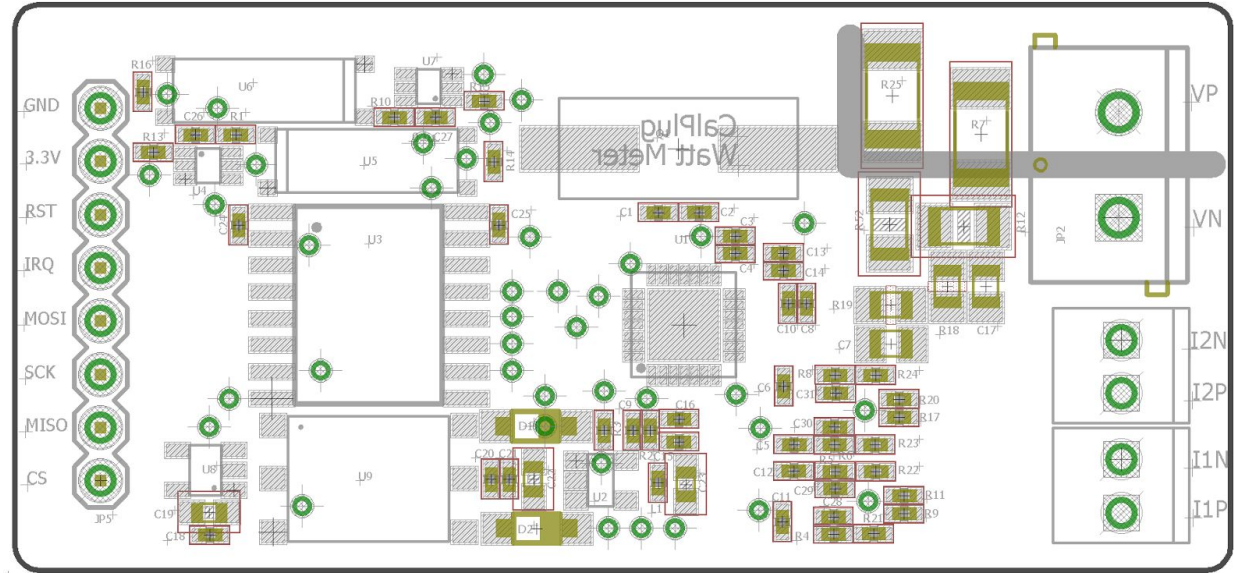 GND
3.3V
RST
IRQ
MOSI
SCK
MISO
CS
JP5
R16
U6
U7
R10
C27
C26
R1
R13
U4
U5
R14
C24
U3
C25
CalPlug
Watt Meter
C1
C2
U1
C3
C4
C13
C14
C10
C8
R25
R7
R12
R19
C7
R18
C17
JP2
VP
VN
I2N
I2P
I1N
I1P
C6
R8
R24
C31
R20
R17
C30
C5
R23
R6
C12
R22
C29
C28
C11
R11
R9
R4
R21
U8
C19
C18
U9
C20
D2
C9
C16
U2
L1